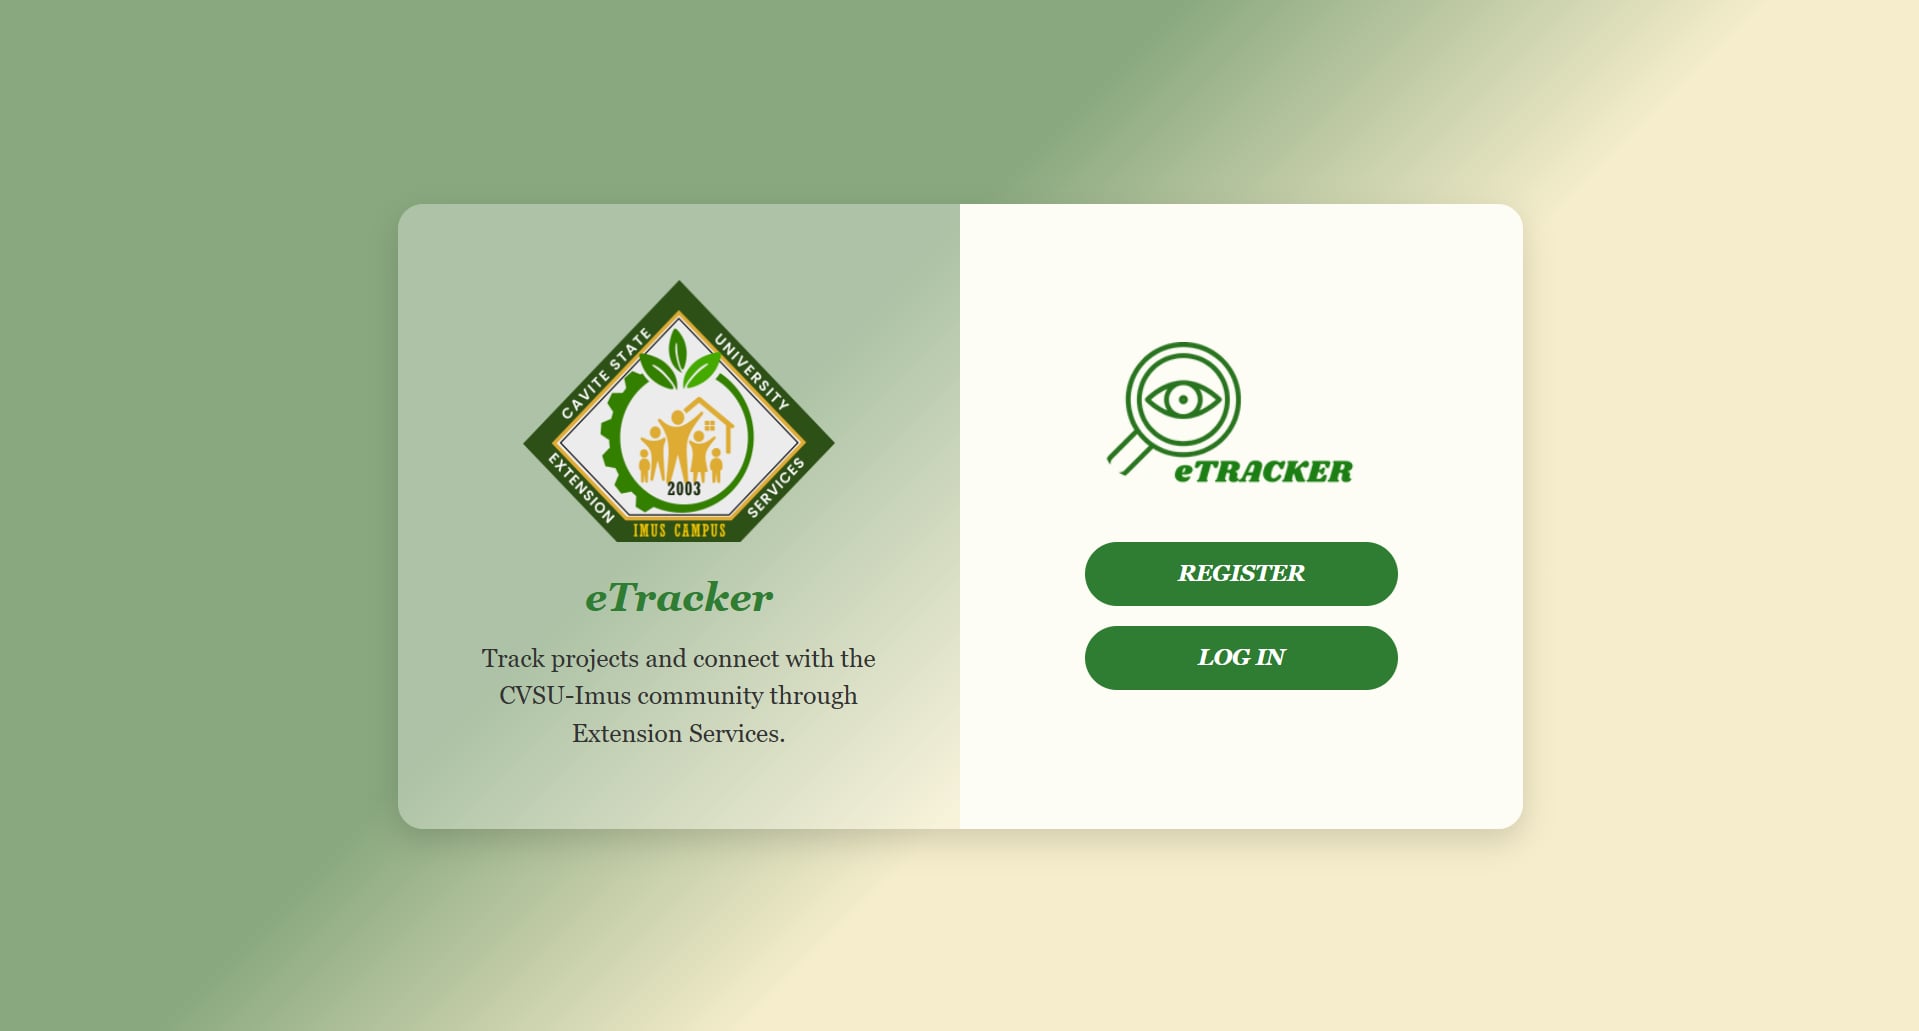 CAVITE STATE
UNIVERSITY
EXTENSION
SERVICES
2003
IMUS CAMPUS
eTracker
Track projects and connect with the
CVSU-Imus community through
Extension Services.
eTRACKER
REGISTER
LOG IN